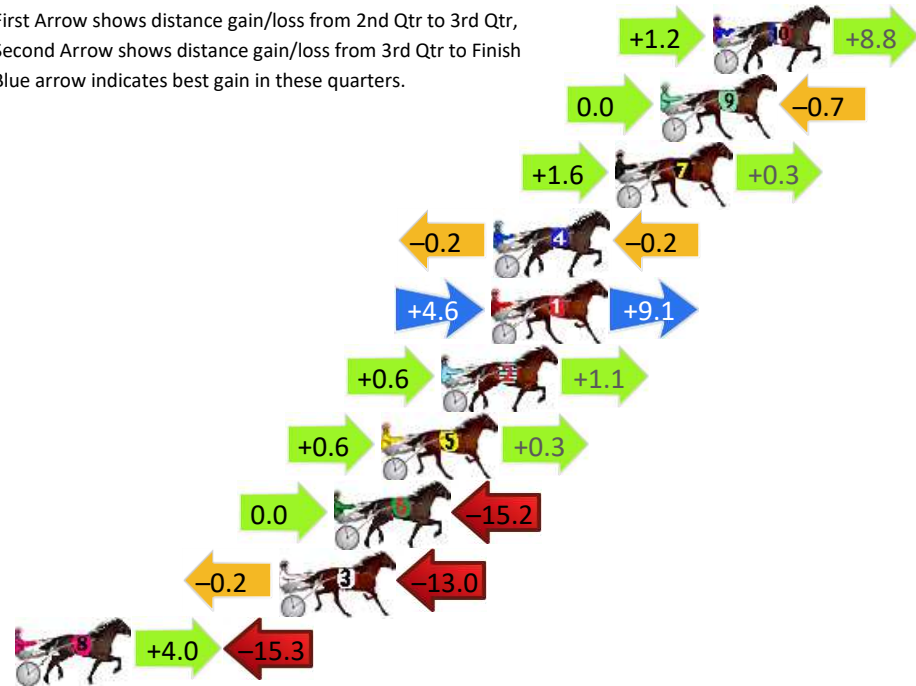 First Arrow shows distance gain/loss from 2nd Qtr to 3rd Qtr,
Second Arrow shows distance gain/loss from 3rd Qtr to Finish
Blue arrow indicates best gain in these quarters.
+1.2 10 +8.8
0.0 9 –0.7
+1.6 7 +0.3
–0.2 4 –0.2
+4.6 1 +9.1
+0.6 2 +1.1
+0.6 5 +0.3
0.0 6 –15.2
–0.2 3 –13.0
8 +4.0 –15.3